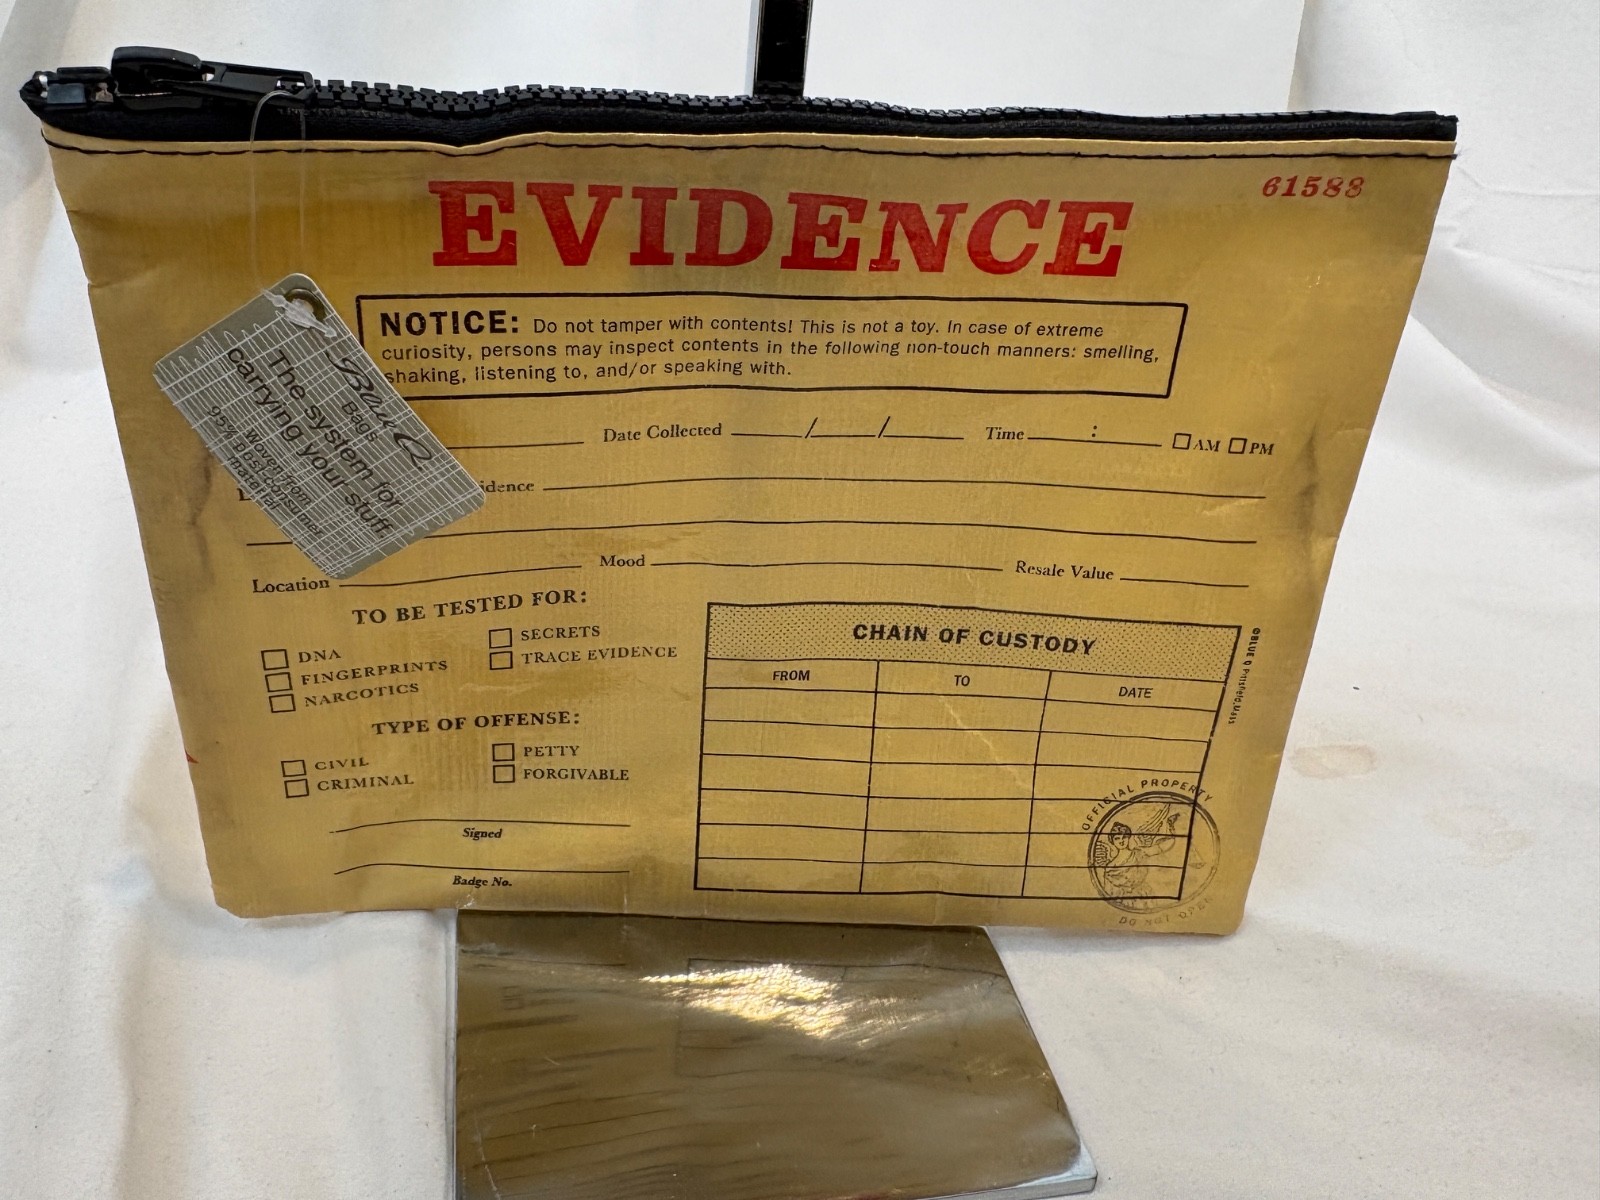 EVIDENCE
61588
NOTICE: Do not tamper with contents! This is not a toy. In case of extreme
curiosity, persons may inspect contents in the following non-touch manners: smelling,
shaking, listening to, and/or speaking with.
Blue Q
Bags
The system for
carrying your stuff.
Woven from
95% Post-consumer
material
Date Collected / / Time : AM PM
idence
Location Mood Resale Value
TO BE TESTED FOR:
DNA
FINGERPRINTS
NARCOTICS
SECRETS
TRACE EVIDENCE
TYPE OF OFFENSE:
CIVIL
CRIMINAL
PETTY
FORGIVABLE
Signed
Badge No.
CHAIN OF CUSTODY
FROM TO DATE
©BLUE Q Pittsfield, Mass
OFFICIAL PROPERTY
DO NOT OPEN